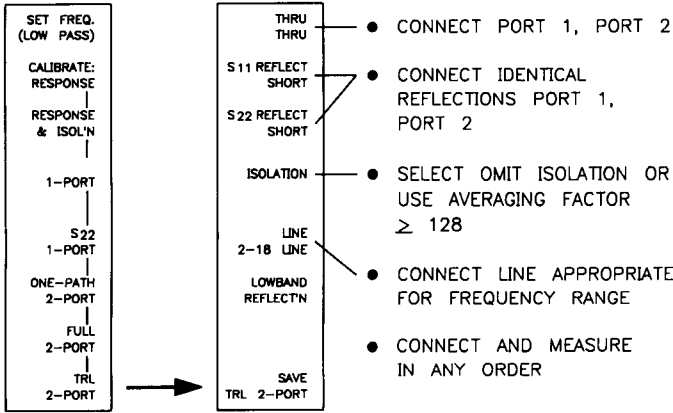 SET FREQ.
(LOW PASS)
CALIBRATE:
RESPONSE
RESPONSE
& ISOL'N
1-PORT
S22
1-PORT
ONE-PATH
2-PORT
FULL
2-PORT
TRL
2-PORT
THRU
THRU
S11 REFLECT
SHORT
S22 REFLECT
SHORT
ISOLATION
LINE
2-18 LINE
LOWBAND
REFLECT'N
SAVE
TRL 2-PORT
● CONNECT PORT 1, PORT 2
● CONNECT IDENTICAL
REFLECTIONS PORT 1,
PORT 2
● SELECT OMIT ISOLATION OR
USE AVERAGING FACTOR
≥ 128
● CONNECT LINE APPROPRIATE
FOR FREQUENCY RANGE
● CONNECT AND MEASURE
IN ANY ORDER